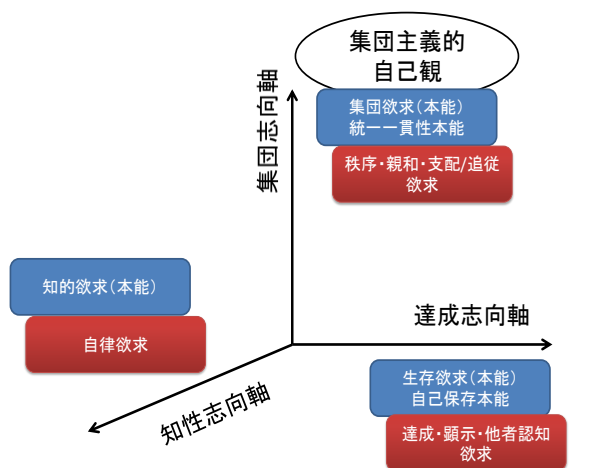 集団主義的
自己観
集団志向軸
集団欲求（本能）
統一一貫性本能
秩序・親和・支配/追従
欲求
知的欲求（本能）
自律欲求
達成志向軸
知性志向軸
生存欲求（本能）
自己保存本能
達成・顕示・他者認知
欲求